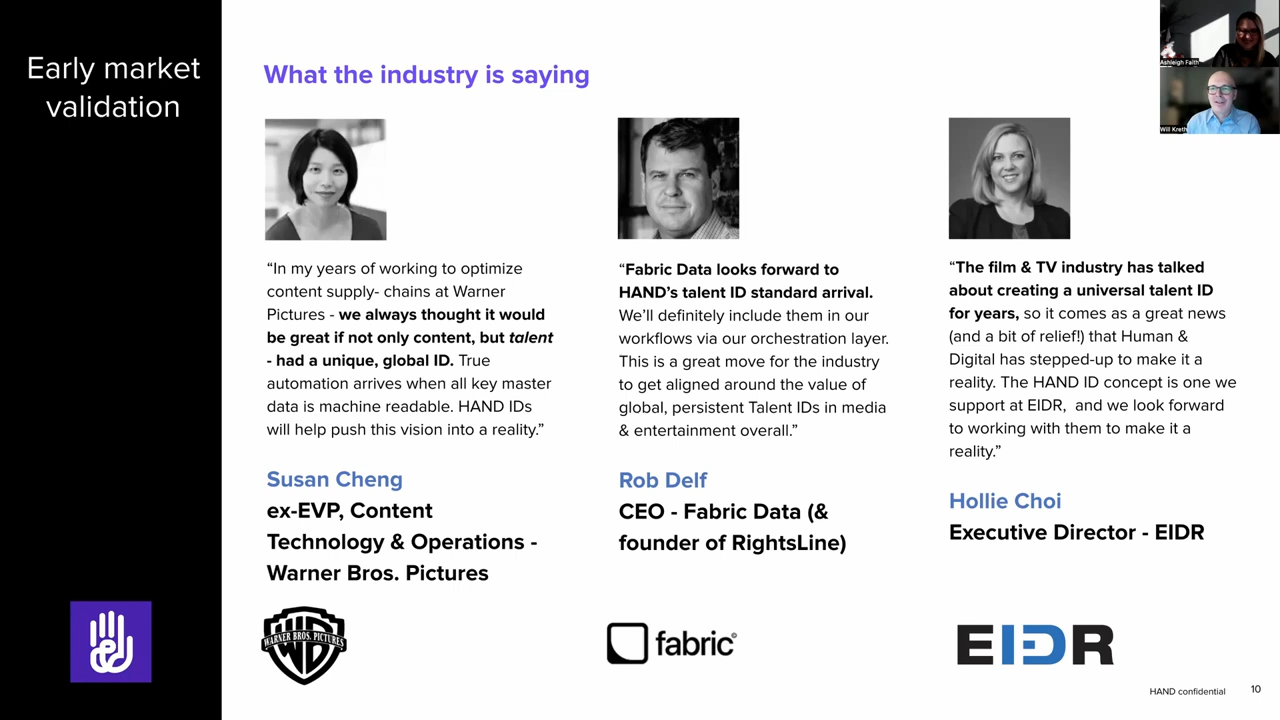 Early market
validation
What the industry is saying
Ashleigh Faith
Will Kreth
“In my years of working to optimize
content supply- chains at Warner
Pictures - we always thought it would
be great if not only content, but talent
- had a unique, global ID. True
automation arrives when all key master
data is machine readable. HAND IDs
will help push this vision into a reality.”
Susan Cheng
ex-EVP, Content
Technology & Operations -
Warner Bros. Pictures
WARNER BROS. PICTURES
“Fabric Data looks forward to
HAND’s talent ID standard arrival.
We’ll definitely include them in our
workflows via our orchestration layer.
This is a great move for the industry
to get aligned around the value of
global, persistent Talent IDs in media
& entertainment overall.”
Rob Delf
CEO - Fabric Data (&
founder of RightsLine)
fabric©
“The film & TV industry has talked
about creating a universal talent ID
for years, so it comes as a great news
(and a bit of relief!) that Human &
Digital has stepped-up to make it a
reality. The HAND ID concept is one we
support at EIDR,  and we look forward
to working with them to make it a
reality.”
Hollie Choi
Executive Director - EIDR
EIDR
HAND confidential
10